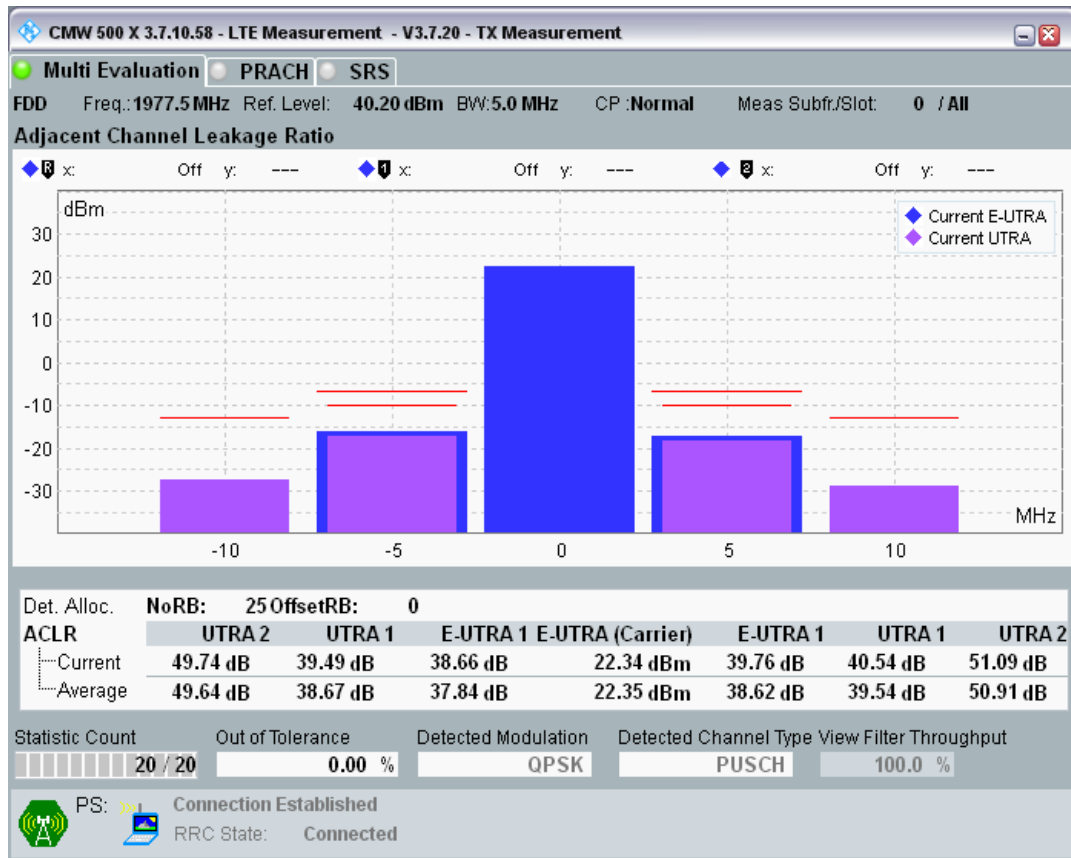 CMW 500 X 3.7.10.58 - LTE Measurement - V3.7.20 - TX Measurement
Multi Evaluation PRACH SRS
FDD Freq.:1977.5 MHz Ref. Level: 40.20 dBm BW:5.0 MHz CP :Normal Meas Subfr./Slot: 0 / All
Adjacent Channel Leakage Ratio
R x: Off y: --- 1 x: Off y: --- 2 x: Off y: ---
dBm
Current E-UTRA
Current UTRA
30
20
10
0
-10
-20
-30
MHz
-10 -5 0 5 10
Det. Alloc. NoRB: 25 OffsetRB: 0
ACLR UTRA 2 UTRA 1 E-UTRA 1 E-UTRA (Carrier) E-UTRA 1 UTRA 1 UTRA 2
Current 49.74 dB 39.49 dB 38.66 dB 22.34 dBm 39.76 dB 40.54 dB 51.09 dB
Average 49.64 dB 38.67 dB 37.84 dB 22.35 dBm 38.62 dB 39.54 dB 50.91 dB
Statistic Count Out of Tolerance Detected Modulation Detected Channel Type View Filter Throughput
20 / 20 0.00 % QPSK PUSCH 100.0 %
PS: Connection Established
RRC State: Connected